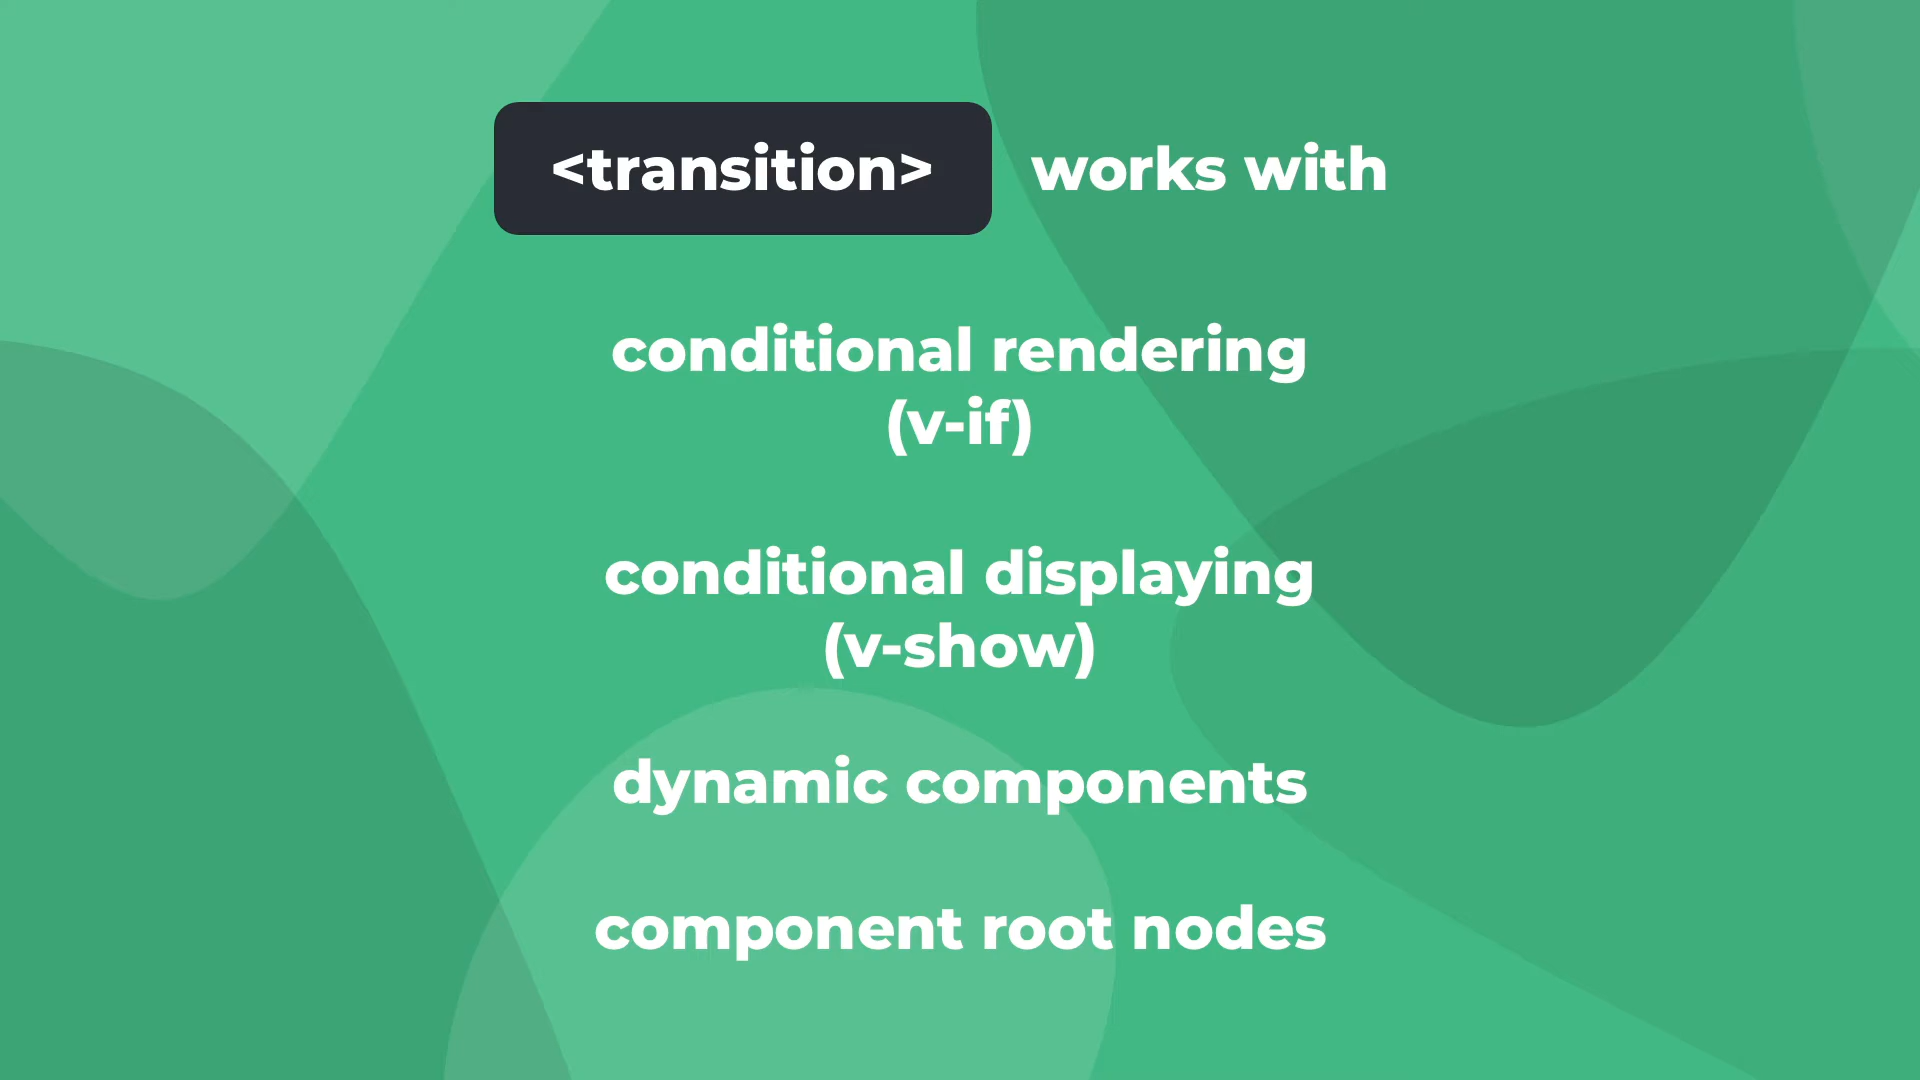 <transition> works with
conditional rendering
(v-if)
conditional displaying
(v-show)
dynamic components
component root nodes